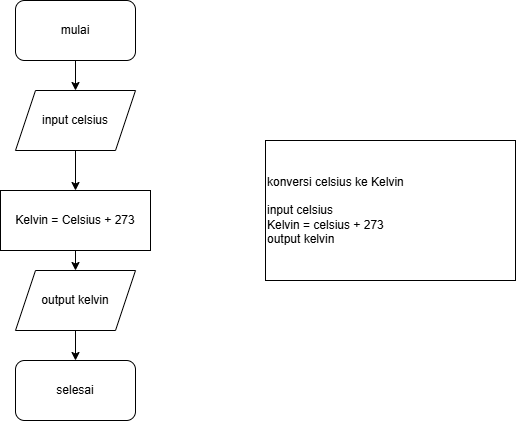 mulai
input celsius
Kelvin = Celsius + 273
output kelvin
selesai
konversi celsius ke Kelvin
input celsius
Kelvin = celsius + 273
output kelvin